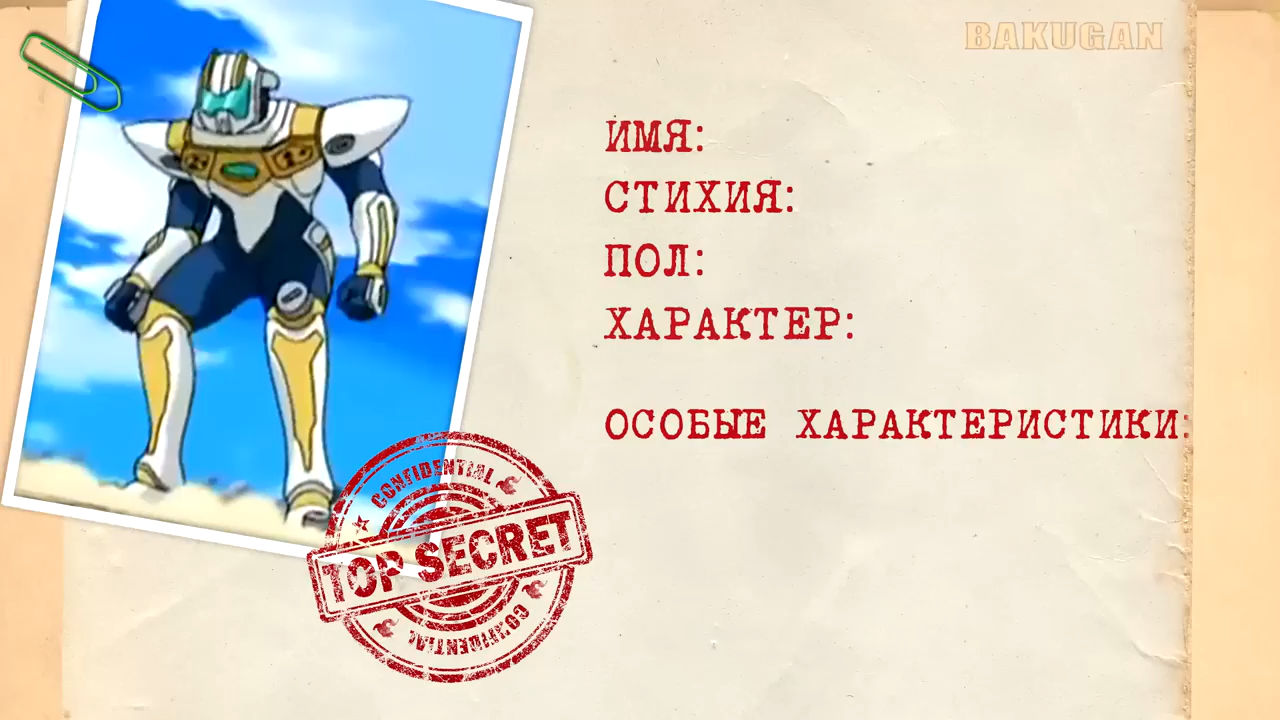 BAKUGAN
ИМЯ:
СТИХИЯ:
ПОЛ:
ХАРАКТЕР:
ОСОБЫЕ ХАРАКТЕРИСТИКИ:
CONFIDENTIAL
TOP SECRET
CONFIDENTIAL